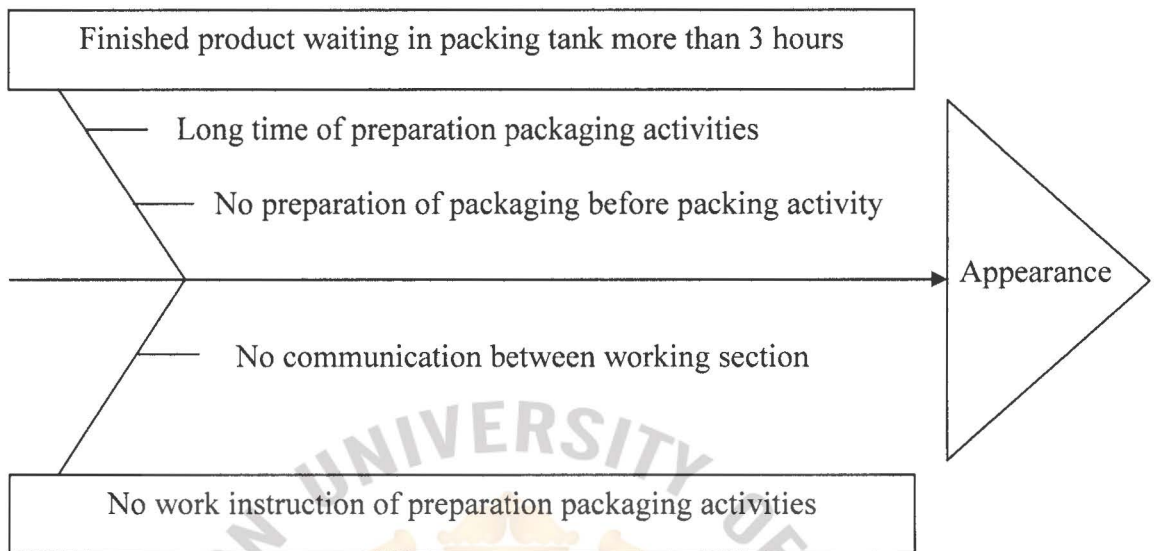 Finished product waiting in packing tank more than 3 hours
Long time of preparation packaging activities
No preparation of packaging before packing activity
Appearance
No communication between working section
UNIVERSITY
No work instruction of preparation packaging activities